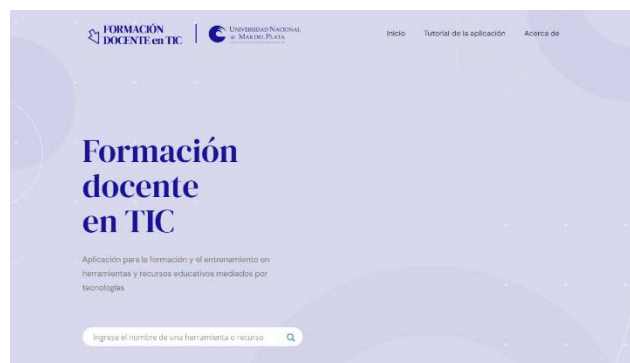 FORMACIÓN
DOCENTE en TIC
UNIVERSIDAD NACIONAL
de MAR DEL PLATA
Inicio
Tutorial de la aplicación
Acerca de
Formación
docente
en TIC
Aplicación para la formación y el entrenamiento en
herramientas y recursos educativos mediados por
tecnologías
Ingrese el nombre de una herramienta o recurso